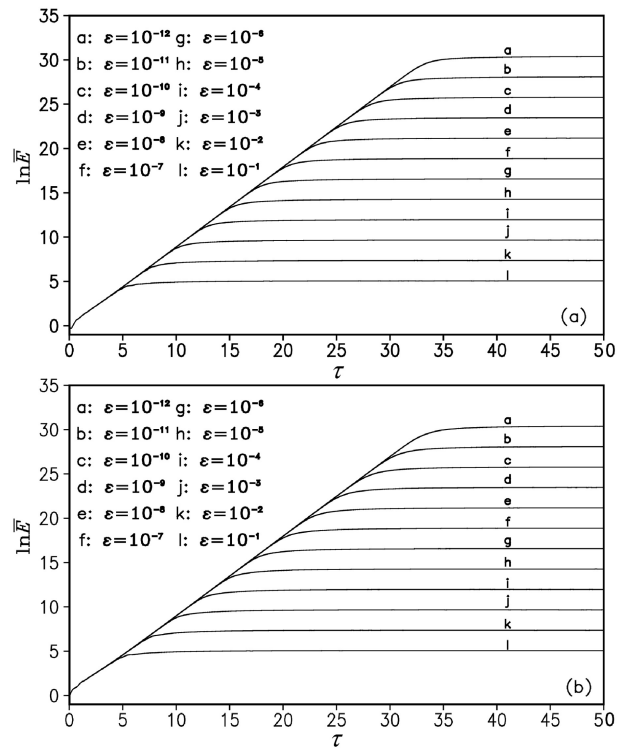 35
30
25
20
15
10
5
0
lnE̅
a: ε=10⁻¹² g: ε=10⁻⁶
b: ε=10⁻¹¹ h: ε=10⁻⁵
c: ε=10⁻¹⁰ i: ε=10⁻⁴
d: ε=10⁻⁹ j: ε=10⁻³
e: ε=10⁻⁸ k: ε=10⁻²
f: ε=10⁻⁷ l: ε=10⁻¹
a
b
c
d
e
f
g
h
i
j
k
l
(a)
0 5 10 15 20 25 30 35 40 45 50
τ
35
30
25
20
15
10
5
0
lnE̅
a: ε=10⁻¹² g: ε=10⁻⁶
b: ε=10⁻¹¹ h: ε=10⁻⁵
c: ε=10⁻¹⁰ i: ε=10⁻⁴
d: ε=10⁻⁹ j: ε=10⁻³
e: ε=10⁻⁸ k: ε=10⁻²
f: ε=10⁻⁷ l: ε=10⁻¹
a
b
c
d
e
f
g
h
i
j
k
l
(b)
0 5 10 15 20 25 30 35 40 45 50
τ